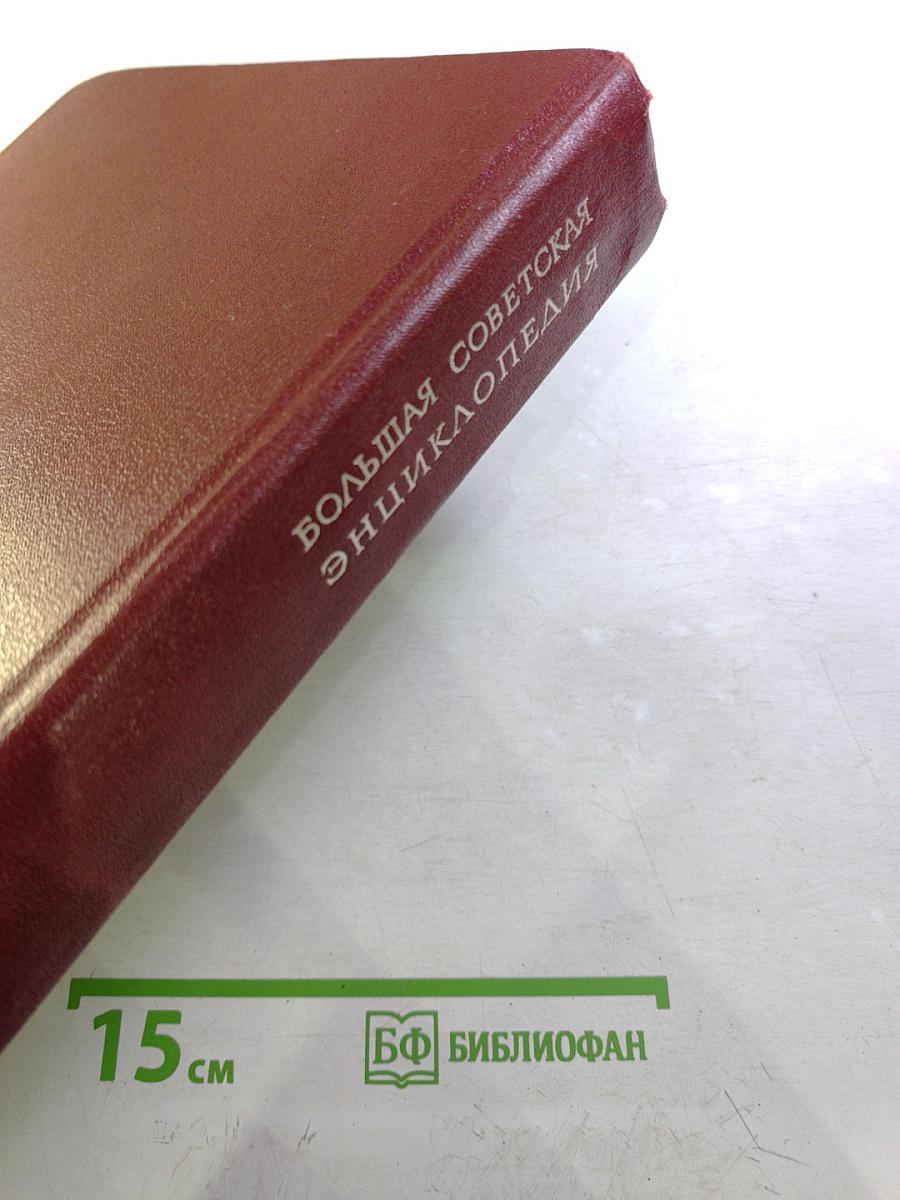 БОЛЬШАЯ СОВЕТСКАЯ
ЭНЦИКЛОПЕДИЯ
15 см
БФ БИБЛИОФАН